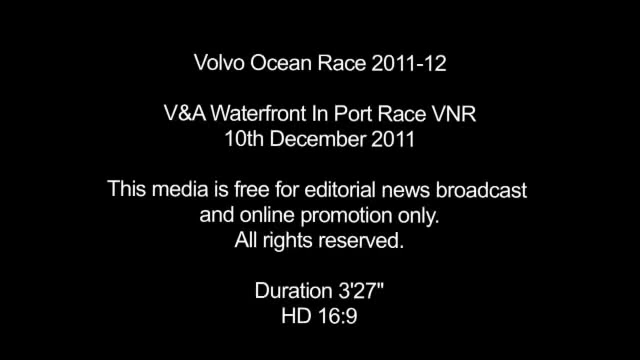 Volvo Ocean Race 2011-12
V&A Waterfront In Port Race VNR
10th December 2011
This media is free for editorial news broadcast
and online promotion only.
All rights reserved.
Duration 3'27"
HD 16:9